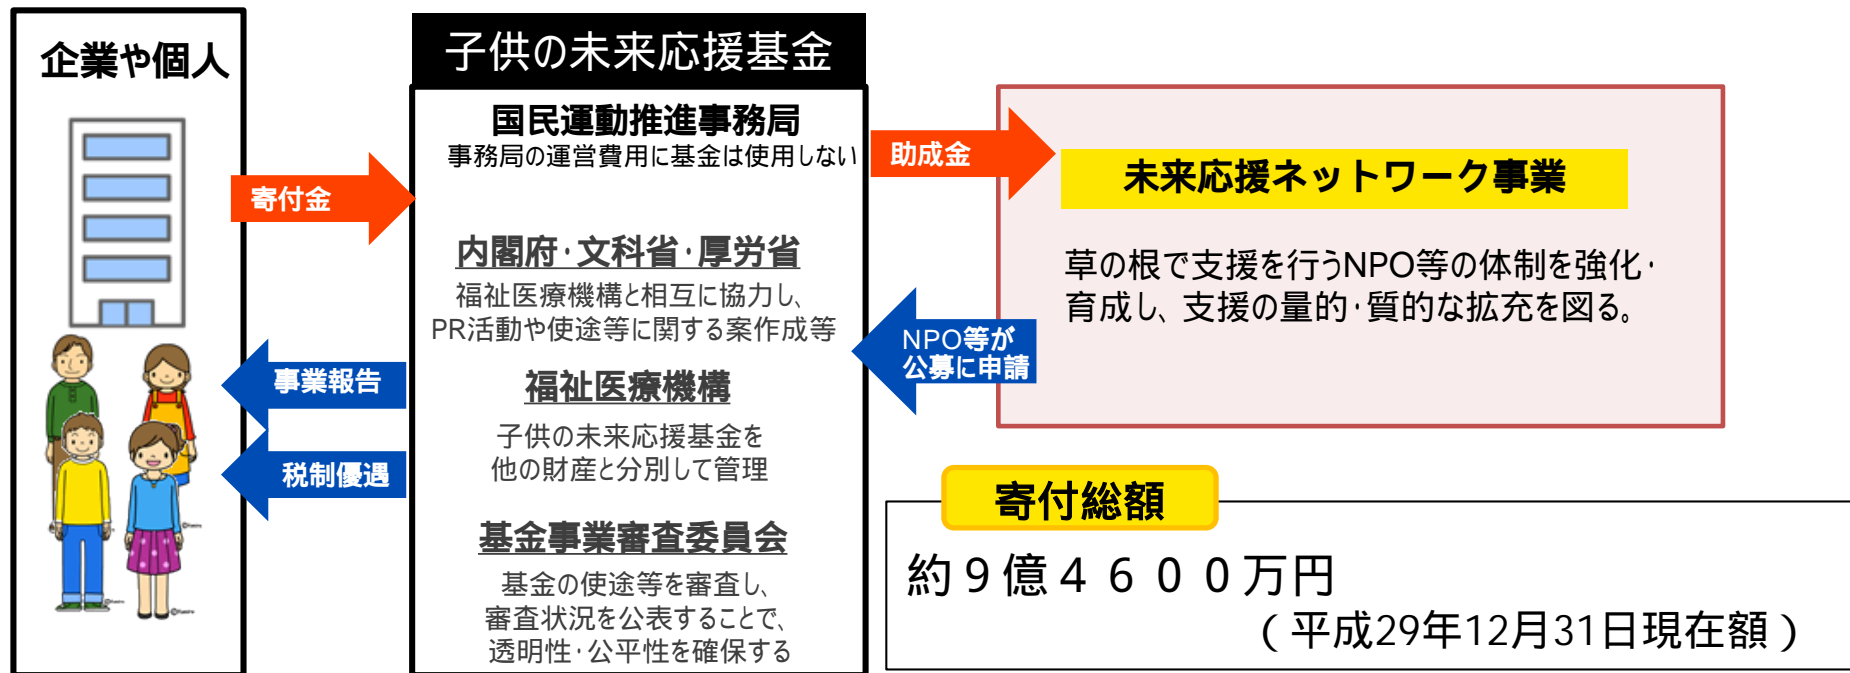 企業や個人
寄付金
事業報告
税制優遇
子供の未来応援基金
国民運動推進事務局
事務局の運営費用に基金は使用しない
内閣府・文科省・厚労省
福祉医療機構と相互に協力し、
PR活動や使途等に関する案作成等
福祉医療機構
子供の未来応援基金を
他の財産と分別して管理
基金事業審査委員会
基金の使途等を審査し、
審査状況を公表することで、
透明性・公平性を確保する
助成金
NPO等が
公募に申請
未来応援ネットワーク事業
草の根で支援を行うNPO等の体制を強化・
育成し、支援の量的・質的な拡充を図る。
寄付総額
約９億４６００万円
（平成29年12月31日現在額）